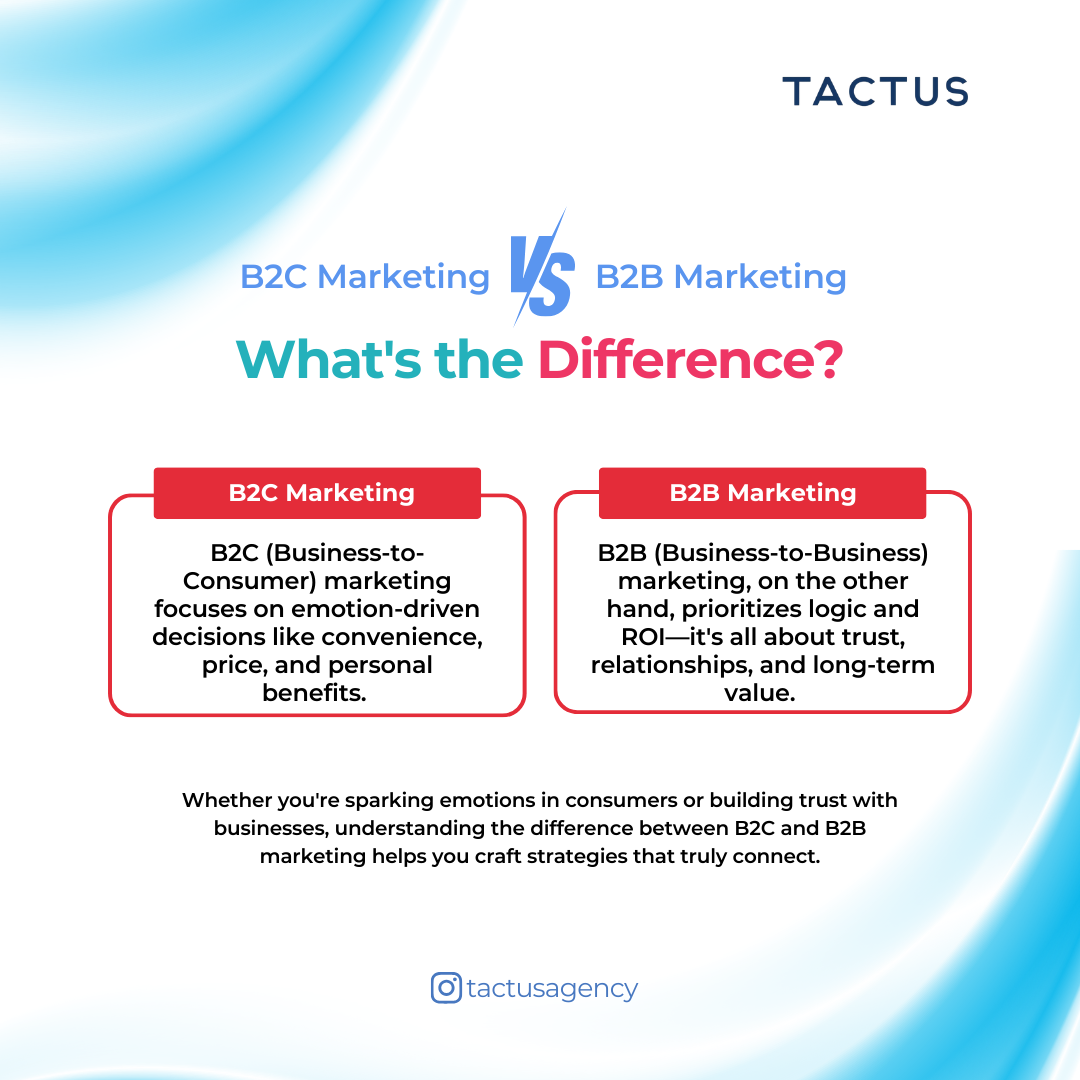 TACTUS
B2C Marketing VS B2B Marketing
What's the Difference?
B2C Marketing
B2C (Business-to-
Consumer) marketing
focuses on emotion-driven
decisions like convenience,
price, and personal
benefits.
B2B Marketing
B2B (Business-to-Business)
marketing, on the other
hand, prioritizes logic and
ROI—it's all about trust,
relationships, and long-term
value.
Whether you're sparking emotions in consumers or building trust with
businesses, understanding the difference between B2C and B2B
marketing helps you craft strategies that truly connect.
tactusagency